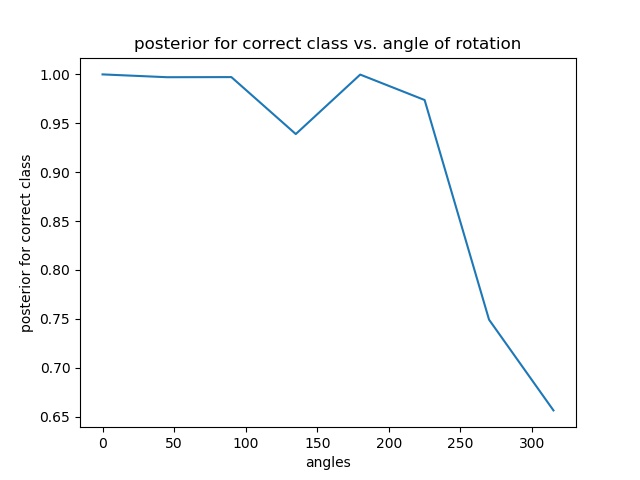 posterior for correct class vs. angle of rotation
posterior for correct class
1.00
0.95
0.90
0.85
0.80
0.75
0.70
0.65
0 50 100 150 200 250 300
angles